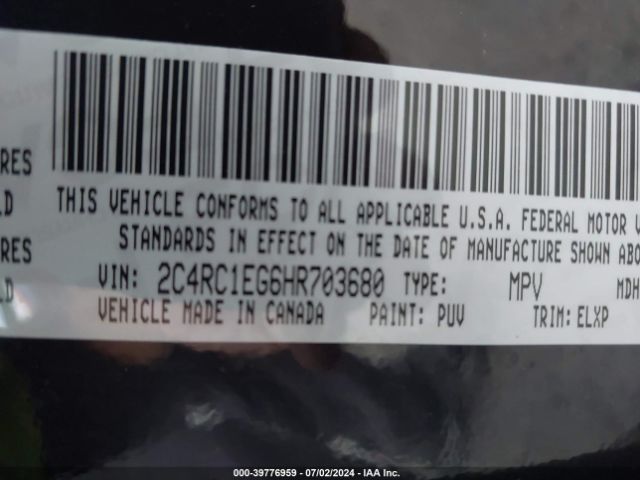 RES
LD
RES
LD
THIS VEHICLE CONFORMS TO ALL APPLICABLE U.S.A. FEDERAL MOTOR V
STANDARDS IN EFFECT ON THE DATE OF MANUFACTURE SHOWN ABO
VIN: 2C4RC1EG6HR703680 TYPE: MPV MDH
VEHICLE MADE IN CANADA PAINT: PUV TRIM: ELXP
000-39776959 | 07/02/2024 - IAA Inc.